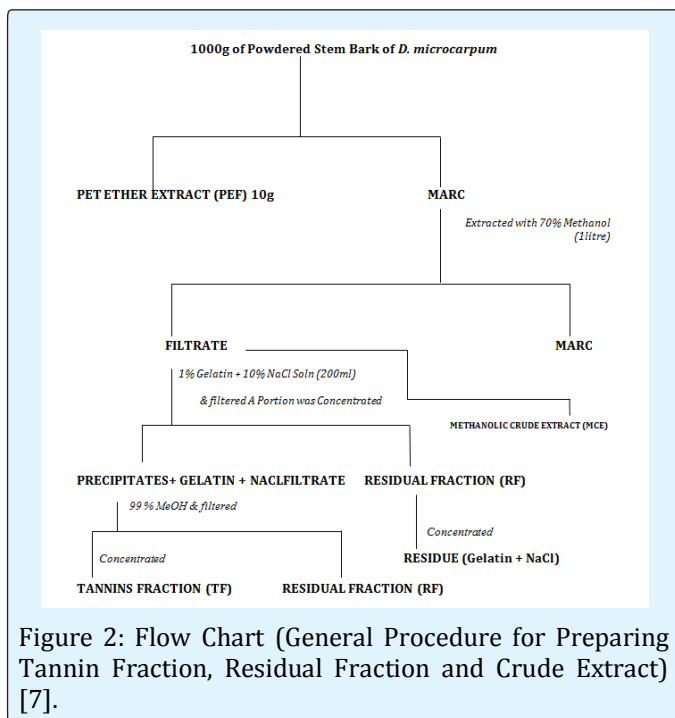 1000g of Powdered Stem Bark of D. microcarpum
PET ETHER EXTRACT (PEF) 10g
MARC
Extracted with 70% Methanol
(1litre)
FILTRATE
MARC
1% Gelatin + 10% NaCl Soln (200ml)
& filtered A Portion was Concentrated
METHANOLIC CRUDE EXTRACT (MCE)
PRECIPITATES+ GELATIN + NACLFILTRATE
RESIDUAL FRACTION (RF)
99 % MeOH & filtered
Concentrated
Concentrated
RESIDUE (Gelatin + NaCl)
TANNINS FRACTION (TF)
RESIDUAL FRACTION (RF)
Figure 2: Flow Chart (General Procedure for Preparing
Tannin Fraction, Residual Fraction and Crude Extract)
[7].